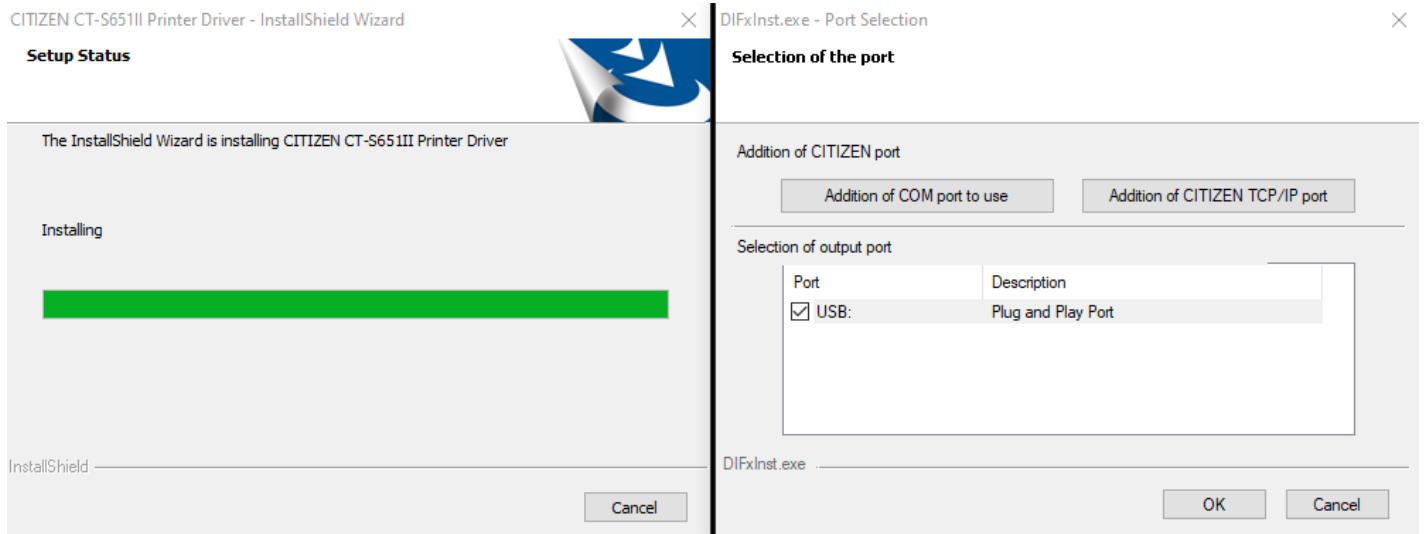 CITIZEN CT-S651II Printer Driver - InstallShield Wizard
Setup Status
The InstallShield Wizard is installing CITIZEN CT-S651II Printer Driver
Installing
InstallShield
Cancel
DIFxInst.exe - Port Selection
Selection of the port
Addition of CITIZEN port
Addition of COM port to use
Addition of CITIZEN TCP/IP port
Selection of output port
Port Description
USB: Plug and Play Port
DIFxInst.exe
OK Cancel